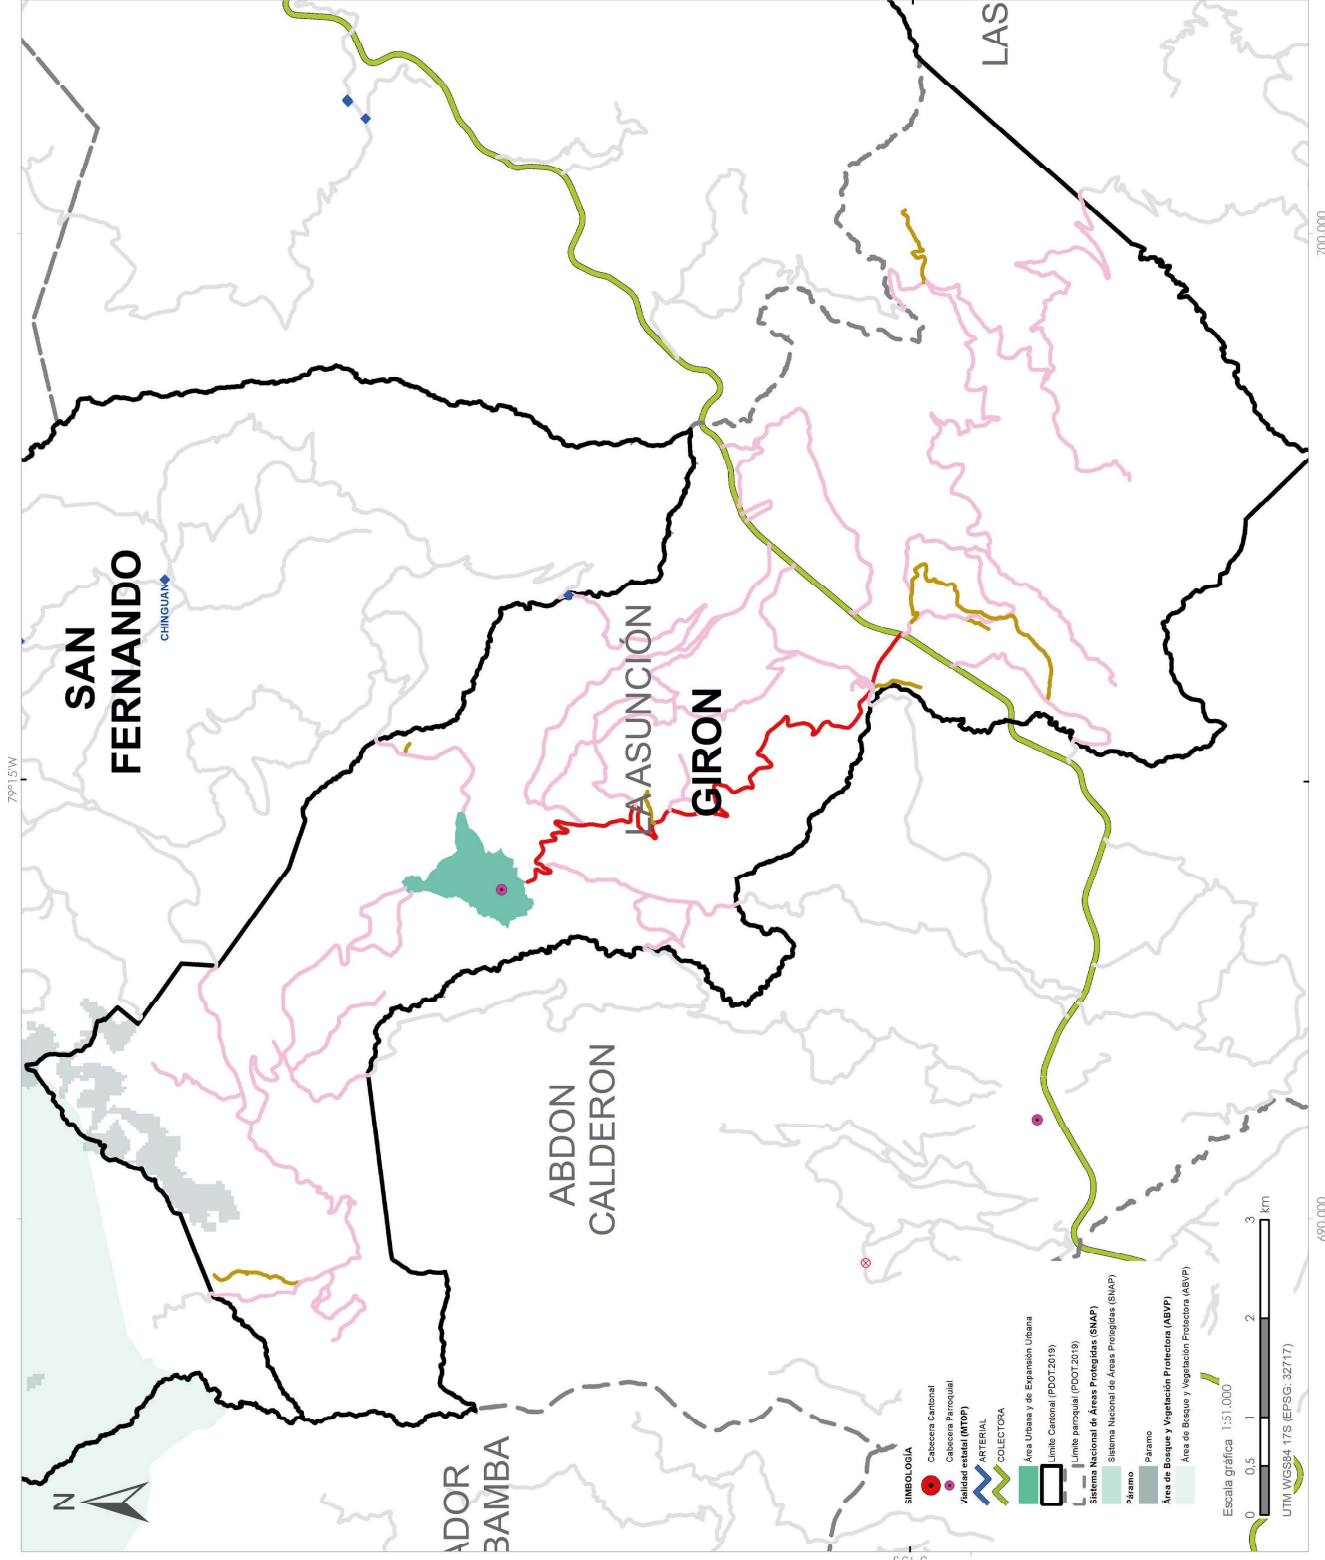 79°15'W
SAN
FERNANDO
CHINGUAN
LAS
700.000
LA ASUNCIÓN
GIRON
ABDON
CALDERON
ADOR
BAMBA
N
SIMBOLOGÍA
Cabecera Cantonal
Cabecera Parroquial
Vialidad estatal (MTOP)
ARTERIAL
COLECTORA
Área Urbana y de Expansión Urbana
Límite Cantonal (PDOT.2019)
Límite parroquial (PDOT.2019)
Sistema Nacional de Áreas Protegidas (SNAP)
Sistema Nacional de Áreas Protegidas (SNAP)
Páramo
Páramo
Área de Bosque y Vegetación Protectora (ABVP)
Área de Bosque y Vegetación Protectora (ABVP)
Escala gráfica 1:51.000
0 0,5 1 2 3
km
UTM WGS84 17S (EPSG: 32717)
690.000